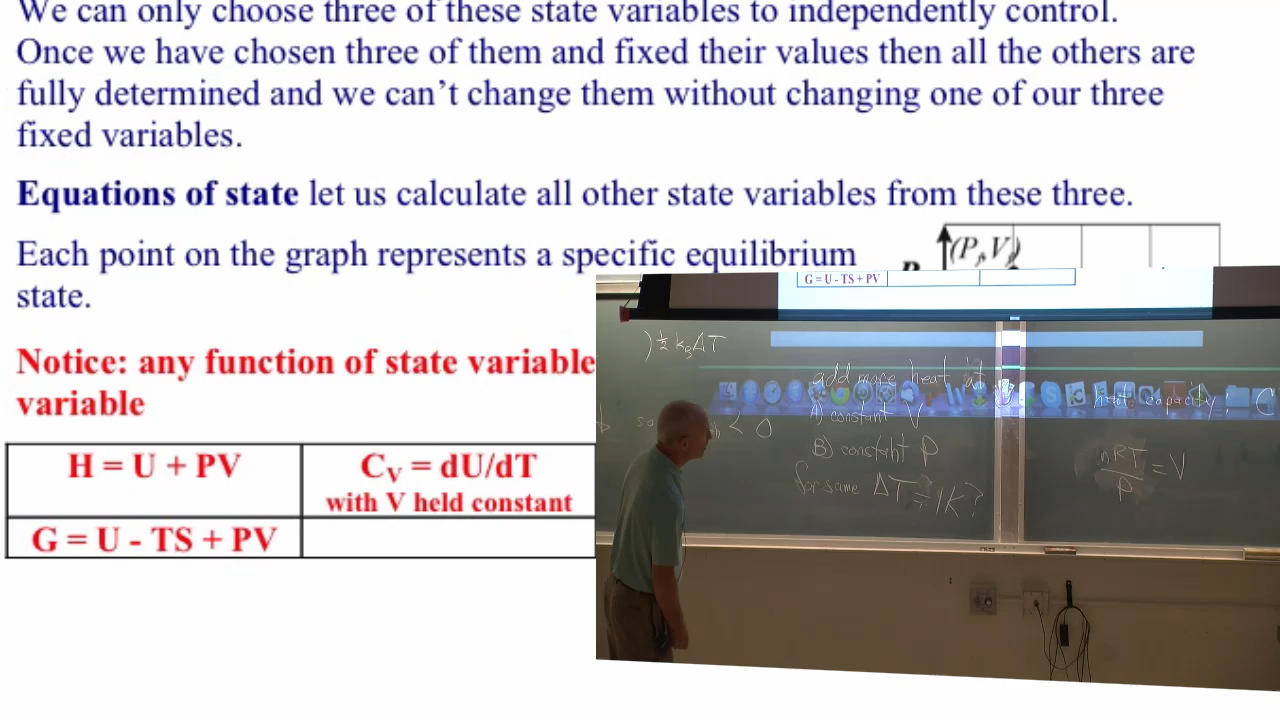 We can only choose three of these state variables to independently control.
Once we have chosen three of them and fixed their values then all the others are
fully determined and we can't change them without changing one of our three
fixed variables.
Equations of state let us calculate all other state variables from these three.
Each point on the graph represents a specific equilibrium
state.
(P, V,)
P
Notice: any function of state variable
variable
H = U + PV
C_V = dU/dT
with V held constant
G = U - TS + PV
G = U - TS + PV
) ½ k_B ΔT
add more heat at
heat capacity: C
A) constant V
so
< 0
B) constant P
for same ΔT = 1K?
nRT/P = V